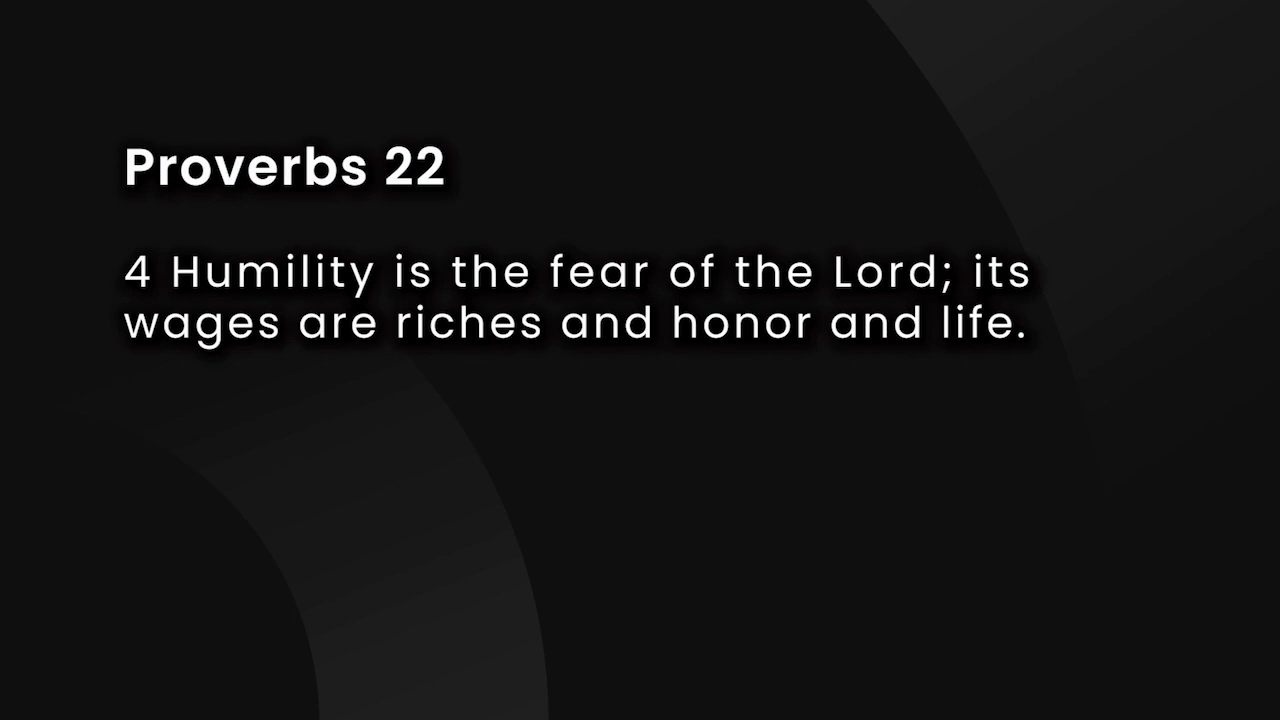 Proverbs 22
4 Humility is the fear of the Lord; its
wages are riches and honor and life.